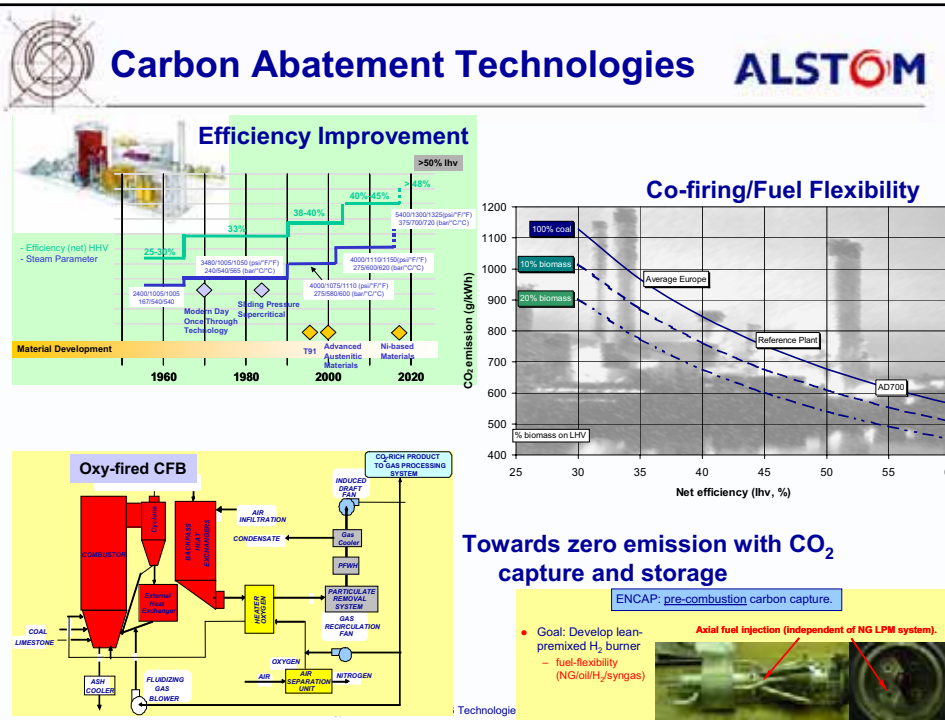 Carbon Abatement Technologies
ALSTOM
Efficiency Improvement
>50% lhv
>48%
40%-45%
38-40%
33%
25-30%
5400/1300/1325(psi/°F/°F)
375/700/720 (bar/°C/°C)
- Efficiency (net) HHV
- Steam Parameter
3480/1005/1050 (psi/°F/°F)
240/540/565 (bar/°C/°C)
4000/1110/1150(psi/°F/°F)
275/600/620 (bar/°C/°C)
4000/1075/1110 (psi/°F/°F)
275/580/600 (bar/°C/°C)
2400/1005/1005
167/540/540
Modern Day
Once Through
Technology
Sliding Pressure
Supercritical
Material Development
T91
Advanced
Austenitic
Materials
Ni-based
Materials
1960
1980
2000
2020
Co-firing/Fuel Flexibility
CO2 emission (g/kWh)
1200
1100
1000
900
800
700
600
500
400
100% coal
10% biomass
20% biomass
Average Europe
Reference Plant
AD700
% biomass on LHV
25
30
35
40
45
50
55
Net efficiency (lhv, %)
Oxy-fired CFB
CO2-RICH PRODUCT
TO GAS PROCESSING
SYSTEM
INDUCED
DRAFT
FAN
AIR
INFILTRATION
CONDENSATE
Gas
Cooler
PFWH
PARTICULATE
REMOVAL
SYSTEM
GAS
RECIRCULATION
FAN
COMBUSTOR
Cyclone
BACKPASS
HEAT
EXCHANGERS
External
Heat
Exchanger
OXYGEN
HEATER
COAL
LIMESTONE
ASH
COOLER
FLUIDIZING
GAS
BLOWER
OXYGEN
AIR
AIR
SEPARATION
UNIT
NITROGEN
Technologie
Towards zero emission with CO2
capture and storage
ENCAP: pre-combustion carbon capture.
• Goal: Develop lean-
premixed H2 burner
– fuel-flexibility
(NG/oil/H2/syngas)
Axial fuel injection (independent of NG LPM system).